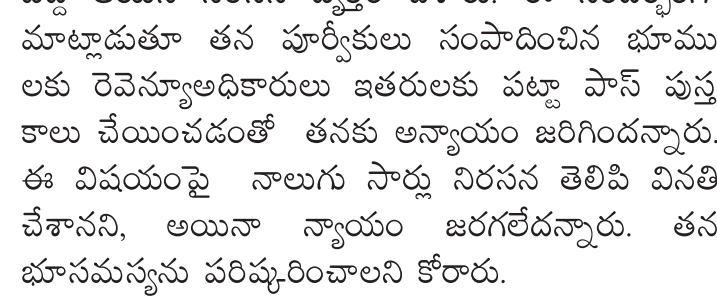 మాట్లాడుతూ తన పూర్వీకులు సంపాదించిన భూము
లకు రెవెన్యూఅధికారులు ఇతరులకు పట్టా పాస్ పుస్త
కాలు చేయించడంతో తనకు అన్యాయం జరిగిందన్నారు.
ఈ విషయంపై నాలుగు సార్లు నిరసన తెలిపి వినతి
చేశానని, అయినా న్యాయం జరగలేదన్నారు. తన
భూసమస్యను పరిష్కరించాలని కోరారు.